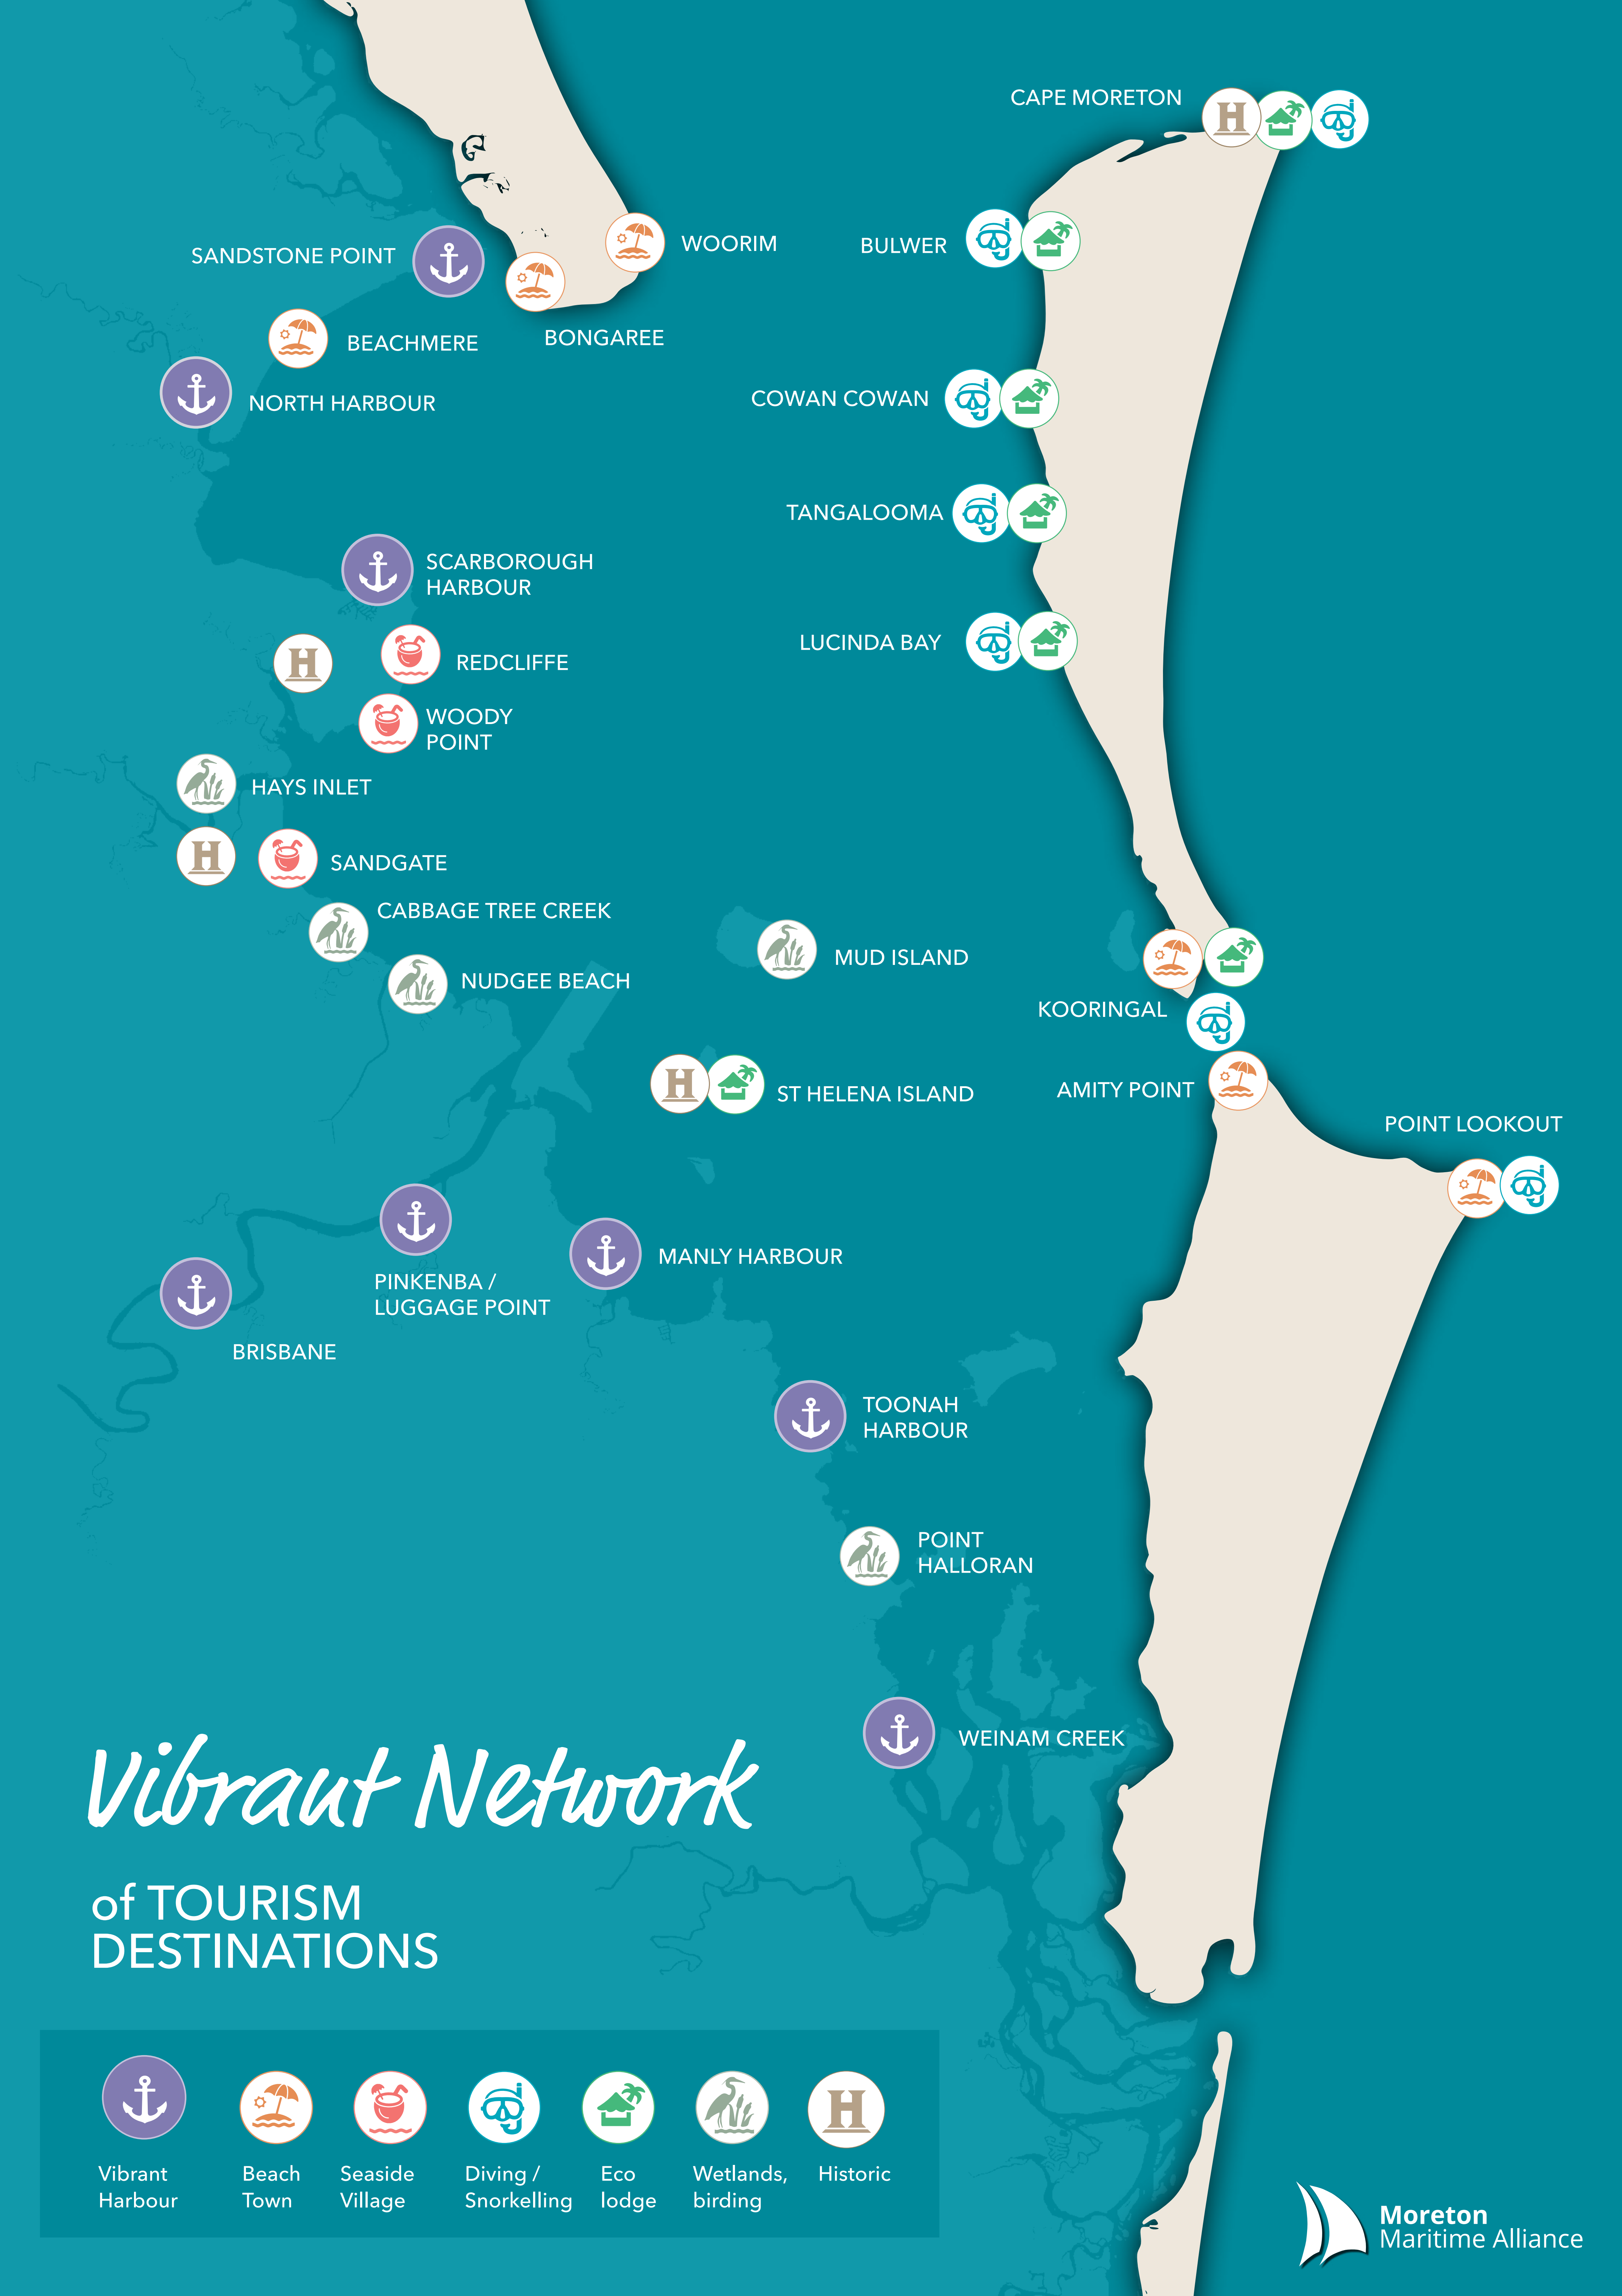 CAPE MORETON
H
WOORIM
BULWER
SANDSTONE POINT
BONGAREE
BEACHMERE
NORTH HARBOUR
COWAN COWAN
TANGALOOMA
SCARBOROUGH
HARBOUR
LUCINDA BAY
H
REDCLIFFE
WOODY
POINT
HAYS INLET
H
SANDGATE
CABBAGE TREE CREEK
MUD ISLAND
NUDGEE BEACH
KOORINGAL
H
ST HELENA ISLAND
AMITY POINT
POINT LOOKOUT
MANLY HARBOUR
PINKENBA /
LUGGAGE POINT
BRISBANE
TOONAH
HARBOUR
POINT
HALLORAN
WEINAM CREEK
Vibrant Network
of TOURISM
DESTINATIONS
H
Vibrant
Harbour
Beach
Town
Seaside
Village
Diving /
Snorkelling
Eco
lodge
Wetlands,
birding
Historic
Moreton
Maritime Alliance